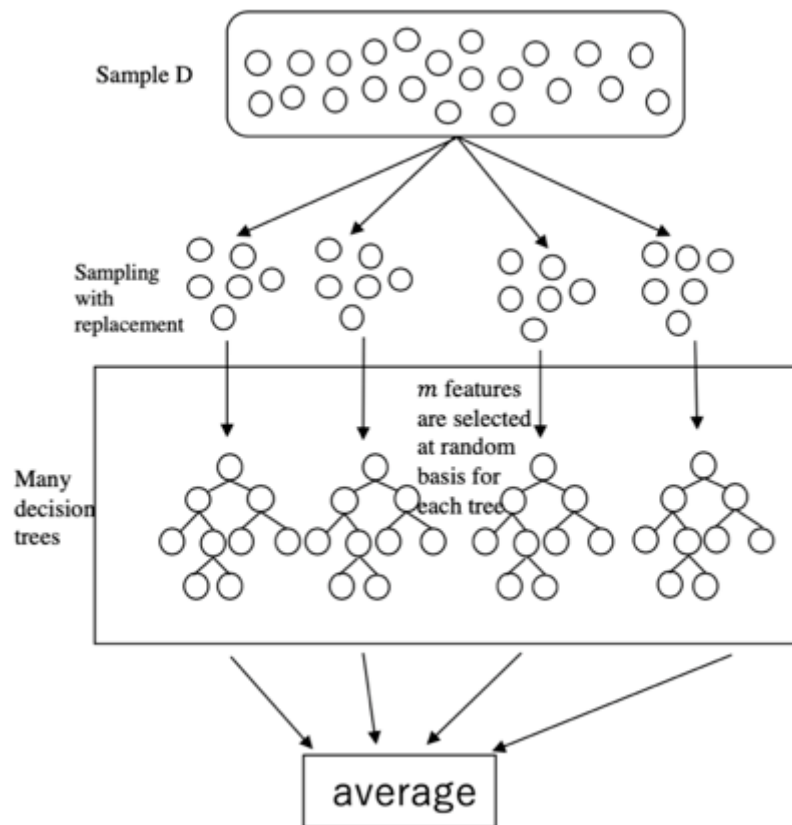 Sample D
Sampling
with
replacement
m features
are selected
at random
basis for
each tree
Many
decision
trees
average